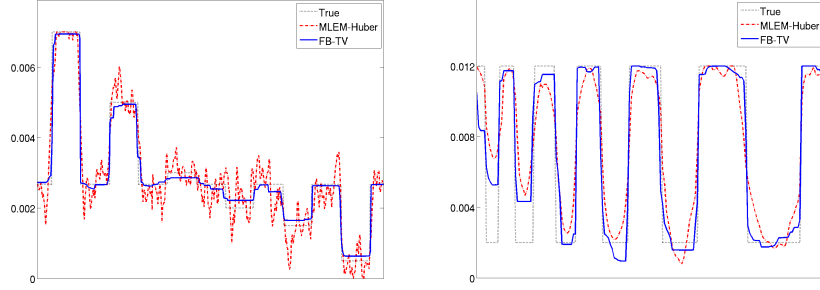 True
MLEM-Huber
FB-TV
0.006
0.004
0.002
0
True
MLEM-Huber
FB-TV
0.012
0.008
0.004
0